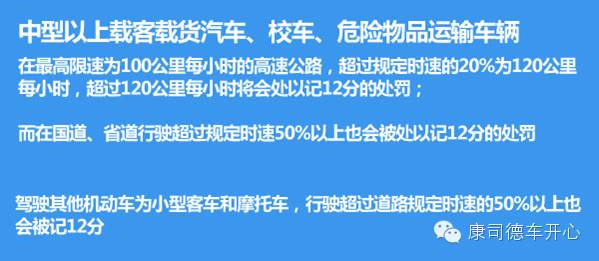 中型以上载客载货汽车、校车、危险物品运输车辆
在最高限速为100公里每小时的高速公路，超过规定时速的20%为120公里
每小时，超过120公里每小时将会处以记12分的处罚；
而在国道、省道行驶超过规定时速50%以上也会被处以记12分的处罚
驾驶其他机动车为小型客车和摩托车，行驶超过道路规定时速的50%以上也
会被记12分
康司德车开心